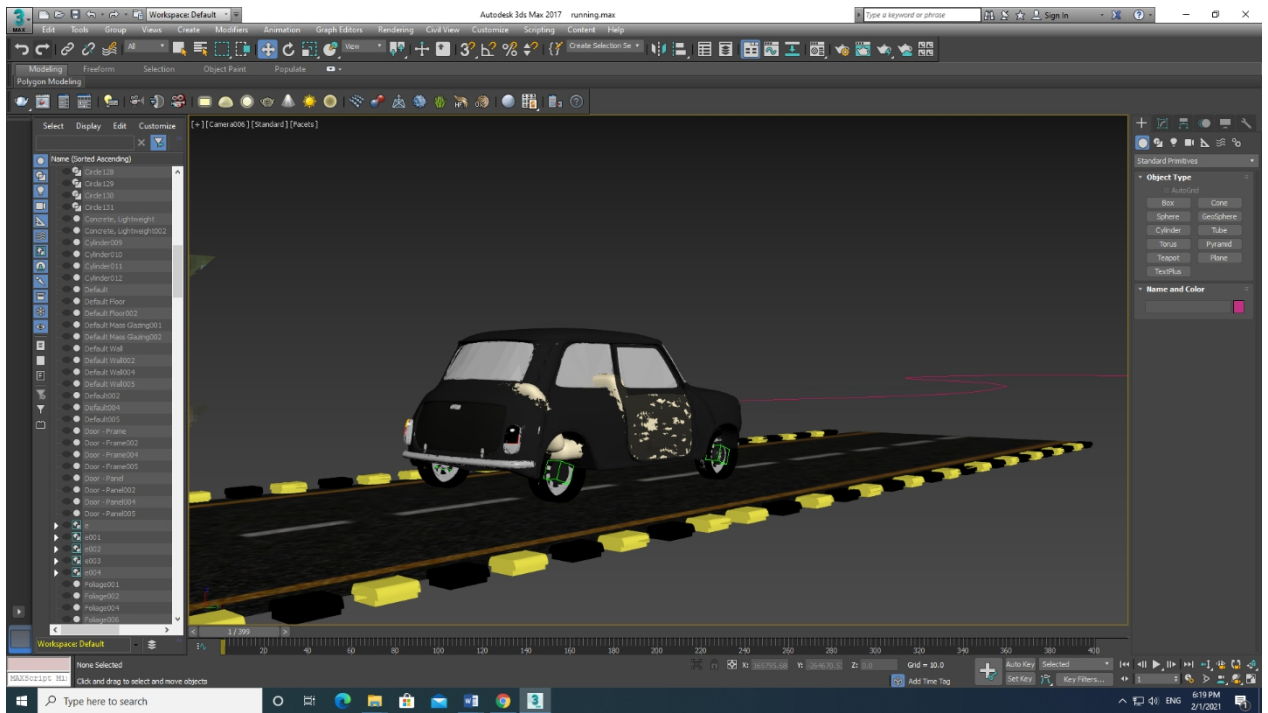 Workspace: Default
Autodesk 3ds Max 2017 running.max
Type a keyword or phrase
Sign In
MAX
Edit Tools Group Views Create Modifiers Animation Graph Editors Rendering Civil View Customize Scripting Content Help
All
View
Create Selection Se
Modeling Freeform Selection Object Paint Populate
Polygon Modeling
Select Display Edit Customize
[+] [Camera006] [Standard] [Facets]
Name (Sorted Ascending)
Circle128
Circle129
Circle130
Circle131
Concrete, Lightweight
Concrete, Lightweight002
Cylinder009
Cylinder010
Cylinder011
Cylinder012
Default
Default Floor
Default Floor002
Default Mass Glazing001
Default Mass Glazing002
Default Wall
Default Wall002
Default Wall004
Default Wall005
Default002
Default004
Default005
Door - Frame
Door - Frame002
Door - Frame004
Door - Frame005
Door - Panel
Door - Panel002
Door - Panel004
Door - Panel005
e
e001
e002
e003
e004
Foliage001
Foliage002
Foliage004
Foliage006
Standard Primitives
Object Type
AutoGrid
Box Cone
Sphere GeoSphere
Cylinder Tube
Torus Pyramid
Teapot Plane
TextPlus
Name and Color
Workspace: Default
1 / 399
20 40 60 80 100 120 140 160 180 200 220 240 260 280 300 320 340 360 380 400
None Selected
X: Y: Z: 0.0 Grid = 10.0
Auto Key Selected
MAXScript Mi
Click and drag to select and move objects
Add Time Tag
Set Key Key Filters...
1
Type here to search
ENG
6:19 PM
2/1/2021